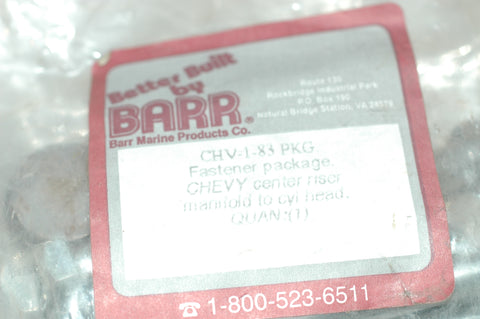 Better Built
by
BARR®
Barr Marine Products Co.
Route 130
Rockbridge Industrial Park
P.O. Box 190
Natural Bridge Station, VA 24579
CHV-1-83 PKG
Fastener package.
CHEVY center riser
manifold to cyl head.
QUAN:(1)
☎ 1-800-523-6511